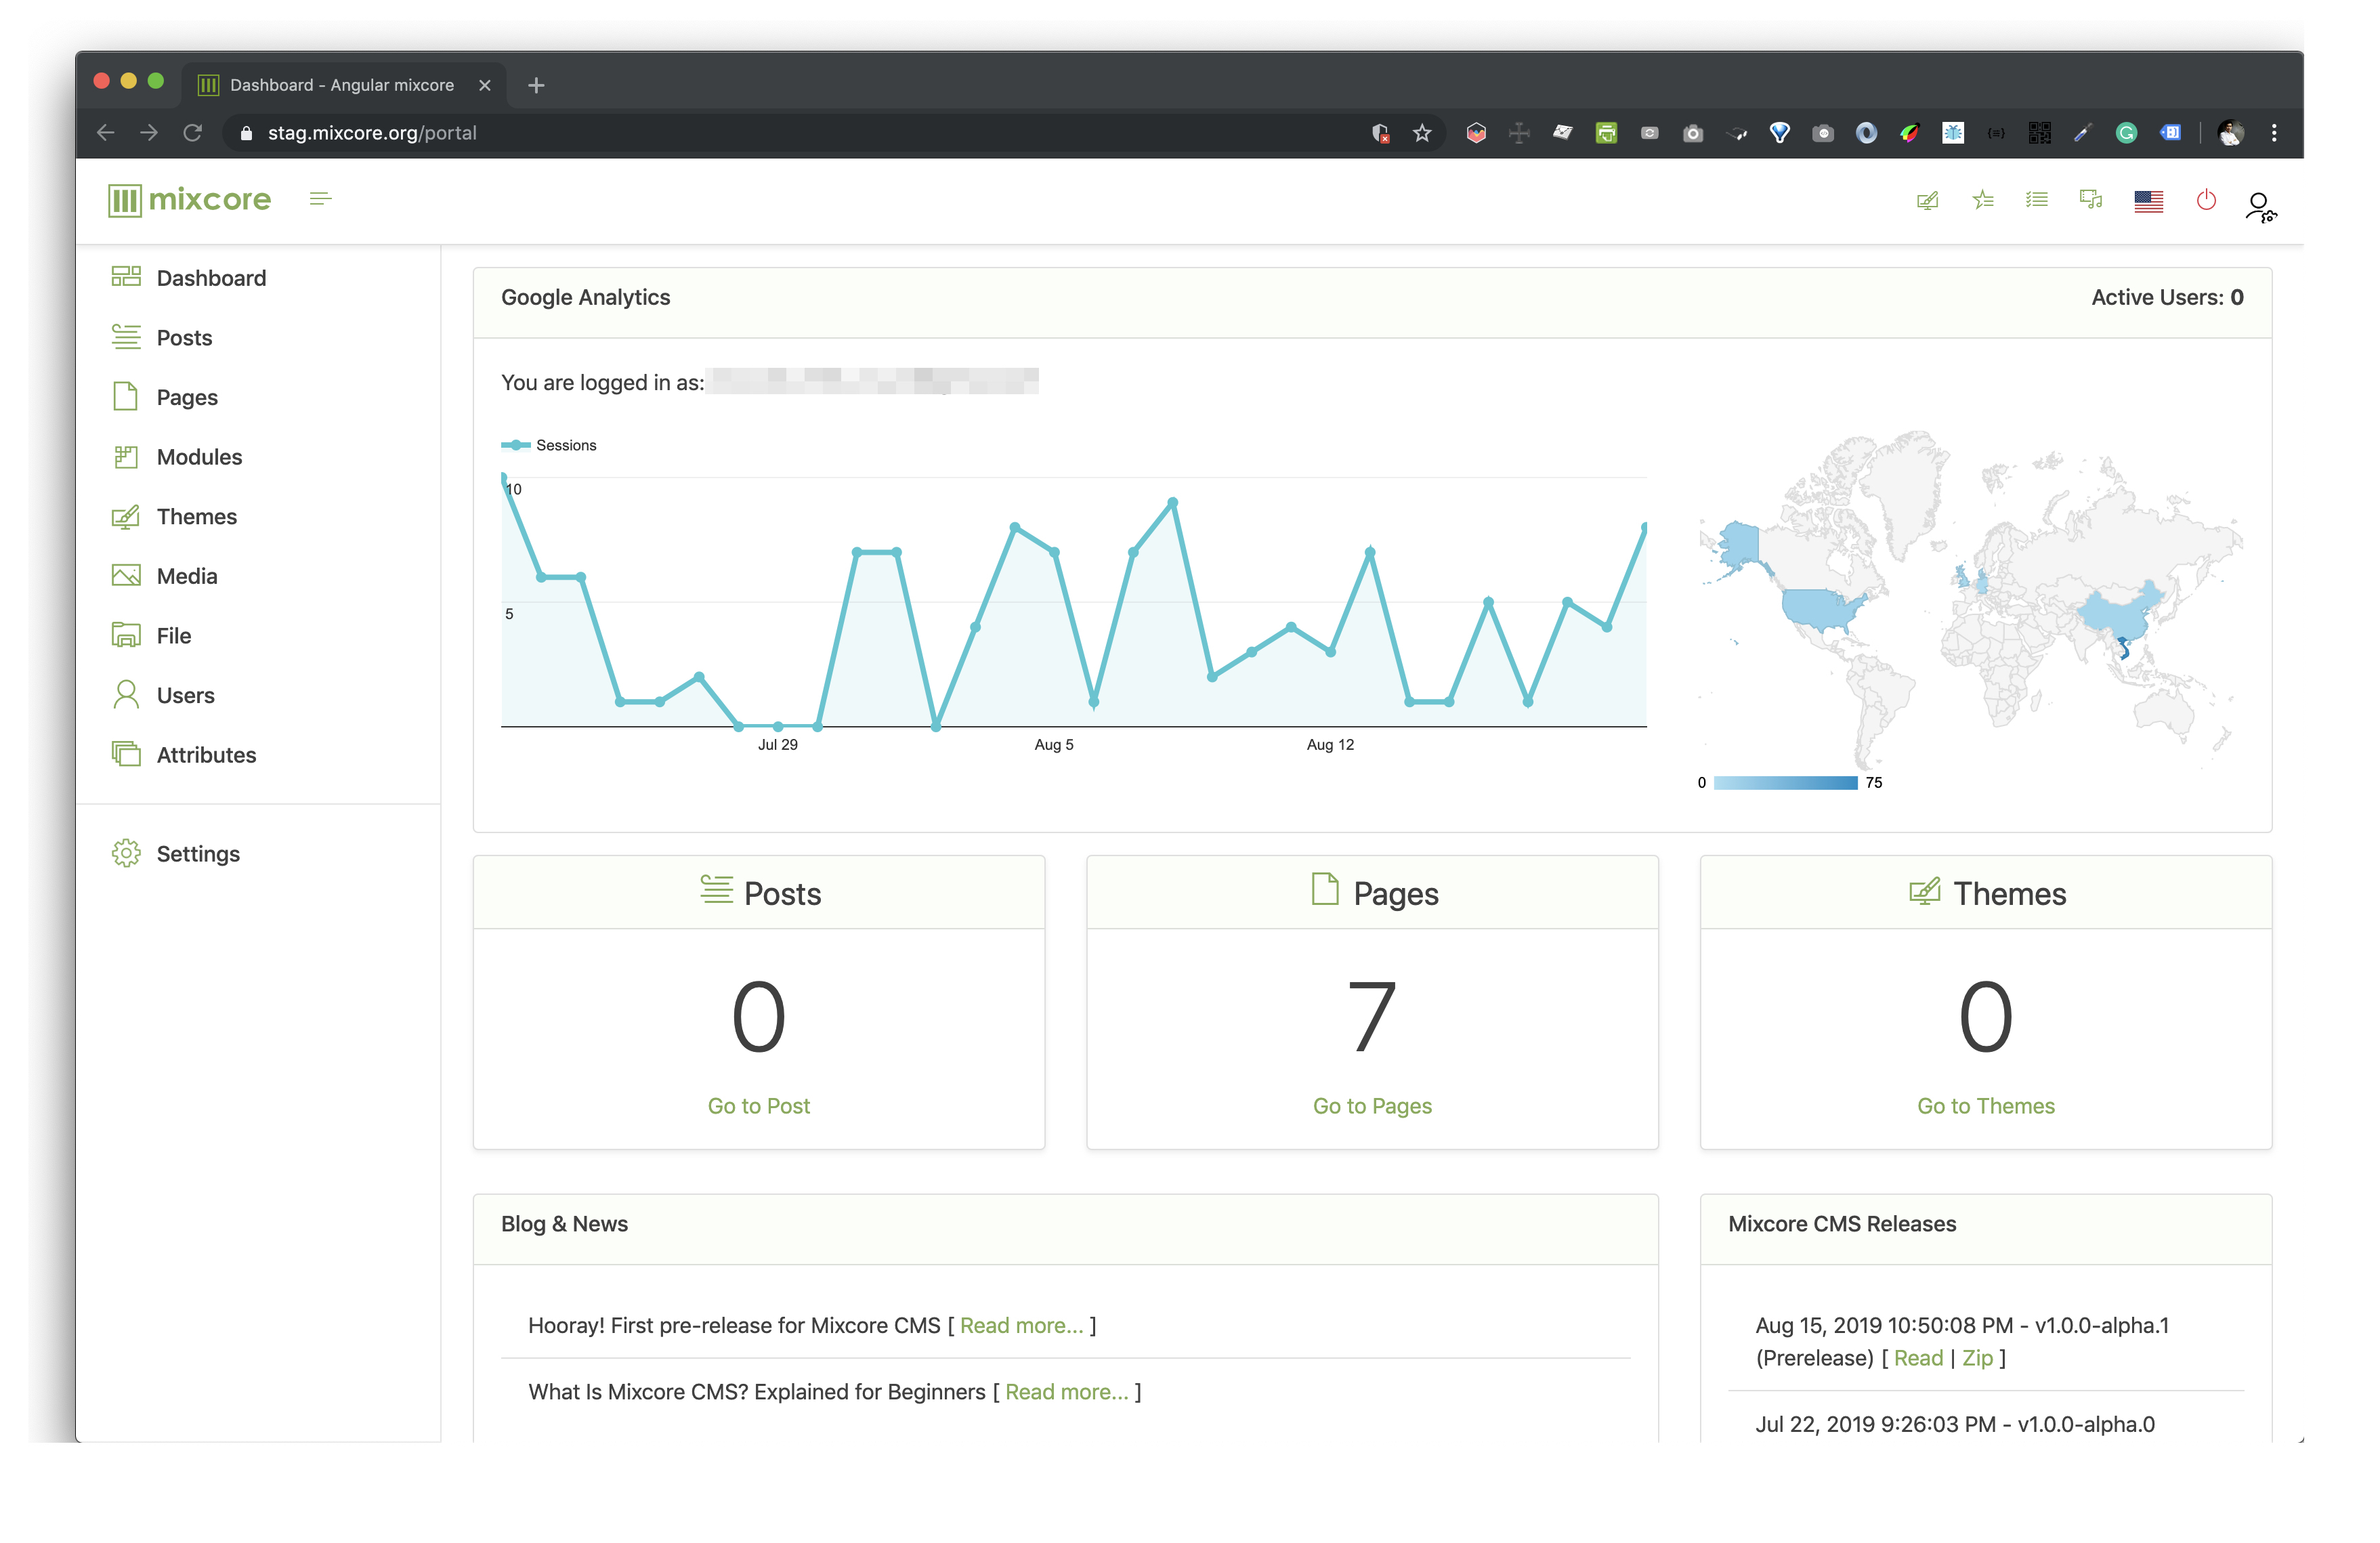 Dashboard - Angular mixcore
stag.mixcore.org/portal
mixcore
Dashboard
Posts
Pages
Modules
Themes
Media
File
Users
Attributes
Settings
Google Analytics
Active Users: 0
You are logged in as:
Sessions
10
5
Jul 29
Aug 5
Aug 12
0
75
Posts
0
Go to Post
Pages
7
Go to Pages
Themes
0
Go to Themes
Blog & News
Hooray! First pre-release for Mixcore CMS [ Read more... ]
What Is Mixcore CMS? Explained for Beginners [ Read more... ]
Mixcore CMS Releases
Aug 15, 2019 10:50:08 PM - v1.0.0-alpha.1
(Prerelease) [ Read | Zip ]
Jul 22, 2019 9:26:03 PM - v1.0.0-alpha.0